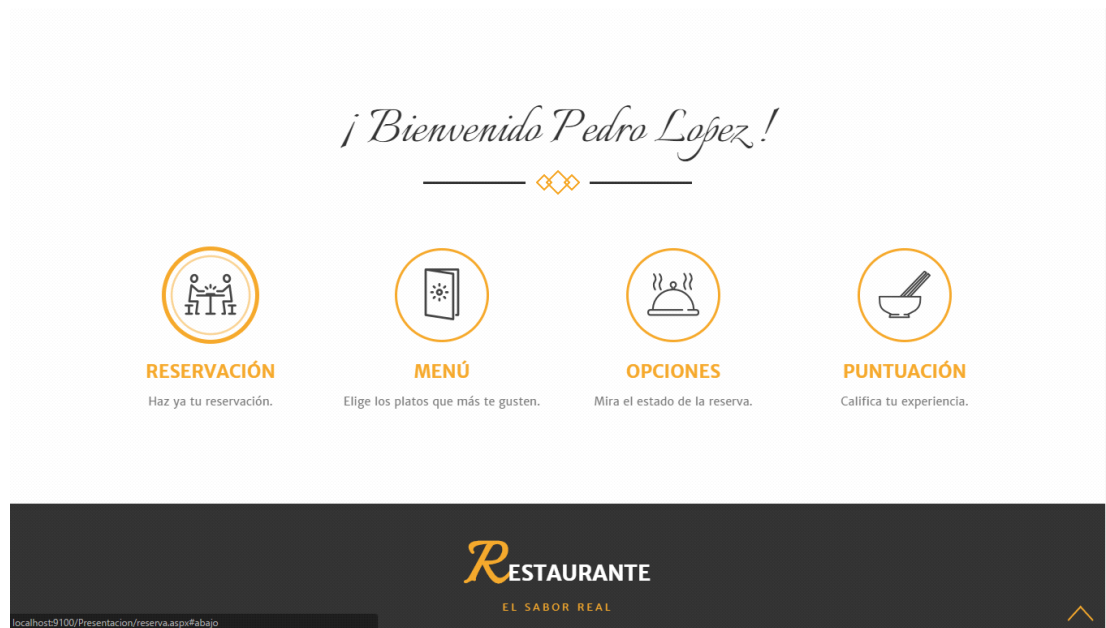 ¡ Bienvenido Pedro Lopez !
RESERVACIÓN
Haz ya tu reservación.
MENÚ
Elige los platos que más te gusten.
OPCIONES
Mira el estado de la reserva.
PUNTUACIÓN
Califica tu experiencia.
RESTAURANTE
EL SABOR REAL
localhost:9100/Presentacion/reserva.aspx#abajo